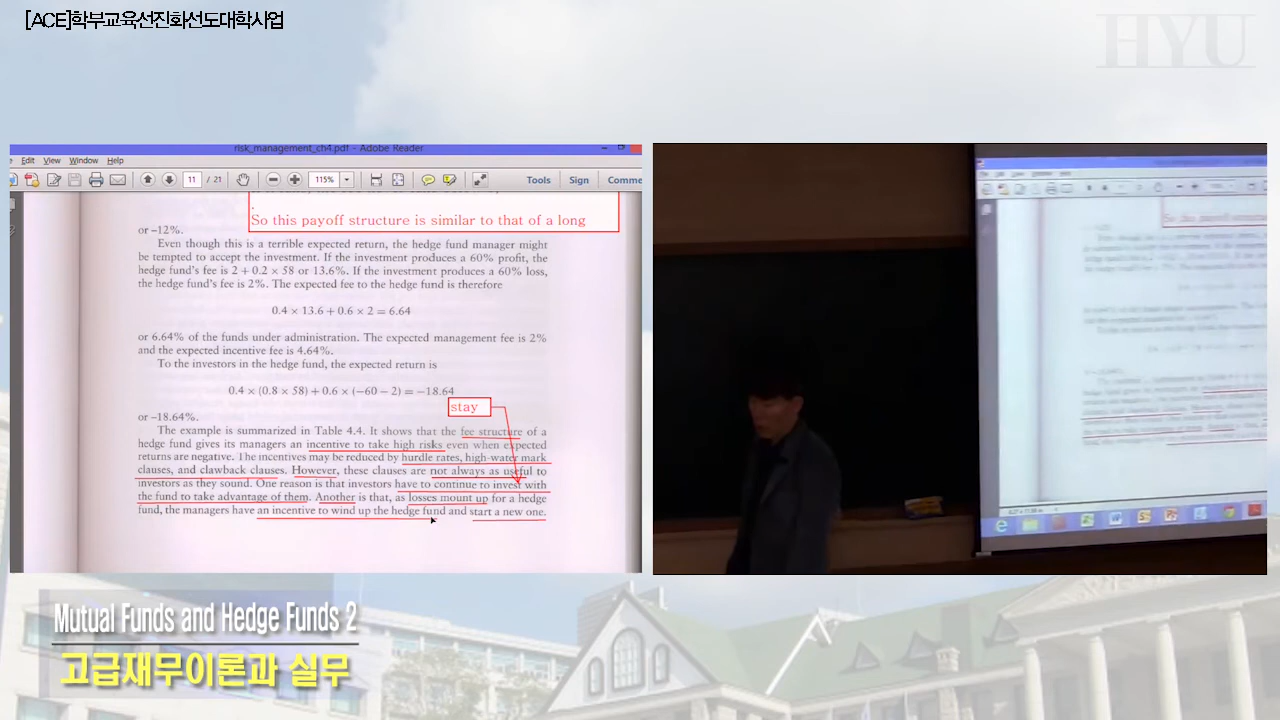 [ACE]학부교육선진화선도대학사업
HYU
risk_management_ch4.pdf - Adobe Reader
Edit View Window Help
11 / 21 115% Tools Sign Comme
So this payoff structure is similar to that of a long
or –12%.
Even though this is a terrible expected return, the hedge fund manager might
be tempted to accept the investment. If the investment produces a 60% profit, the
hedge fund's fee is 2 + 0.2 × 58 or 13.6%. If the investment produces a 60% loss,
the hedge fund's fee is 2%. The expected fee to the hedge fund is therefore
0.4 × 13.6 + 0.6 × 2 = 6.64
or 6.64% of the funds under administration. The expected management fee is 2%
and the expected incentive fee is 4.64%.
To the investors in the hedge fund, the expected return is
0.4 × (0.8 × 58) + 0.6 × (−60 − 2) = −18.64
stay
or –18.64%.
The example is summarized in Table 4.4. It shows that the fee structure of a
hedge fund gives its managers an incentive to take high risks even when expected
returns are negative. The incentives may be reduced by hurdle rates, high-water mark
clauses, and clawback clauses. However, these clauses are not always as useful to
investors as they sound. One reason is that investors have to continue to invest with
the fund to take advantage of them. Another is that, as losses mount up for a hedge
fund, the managers have an incentive to wind up the hedge fund and start a new one.
Mutual Funds and Hedge Funds 2
고급재무이론과 실무